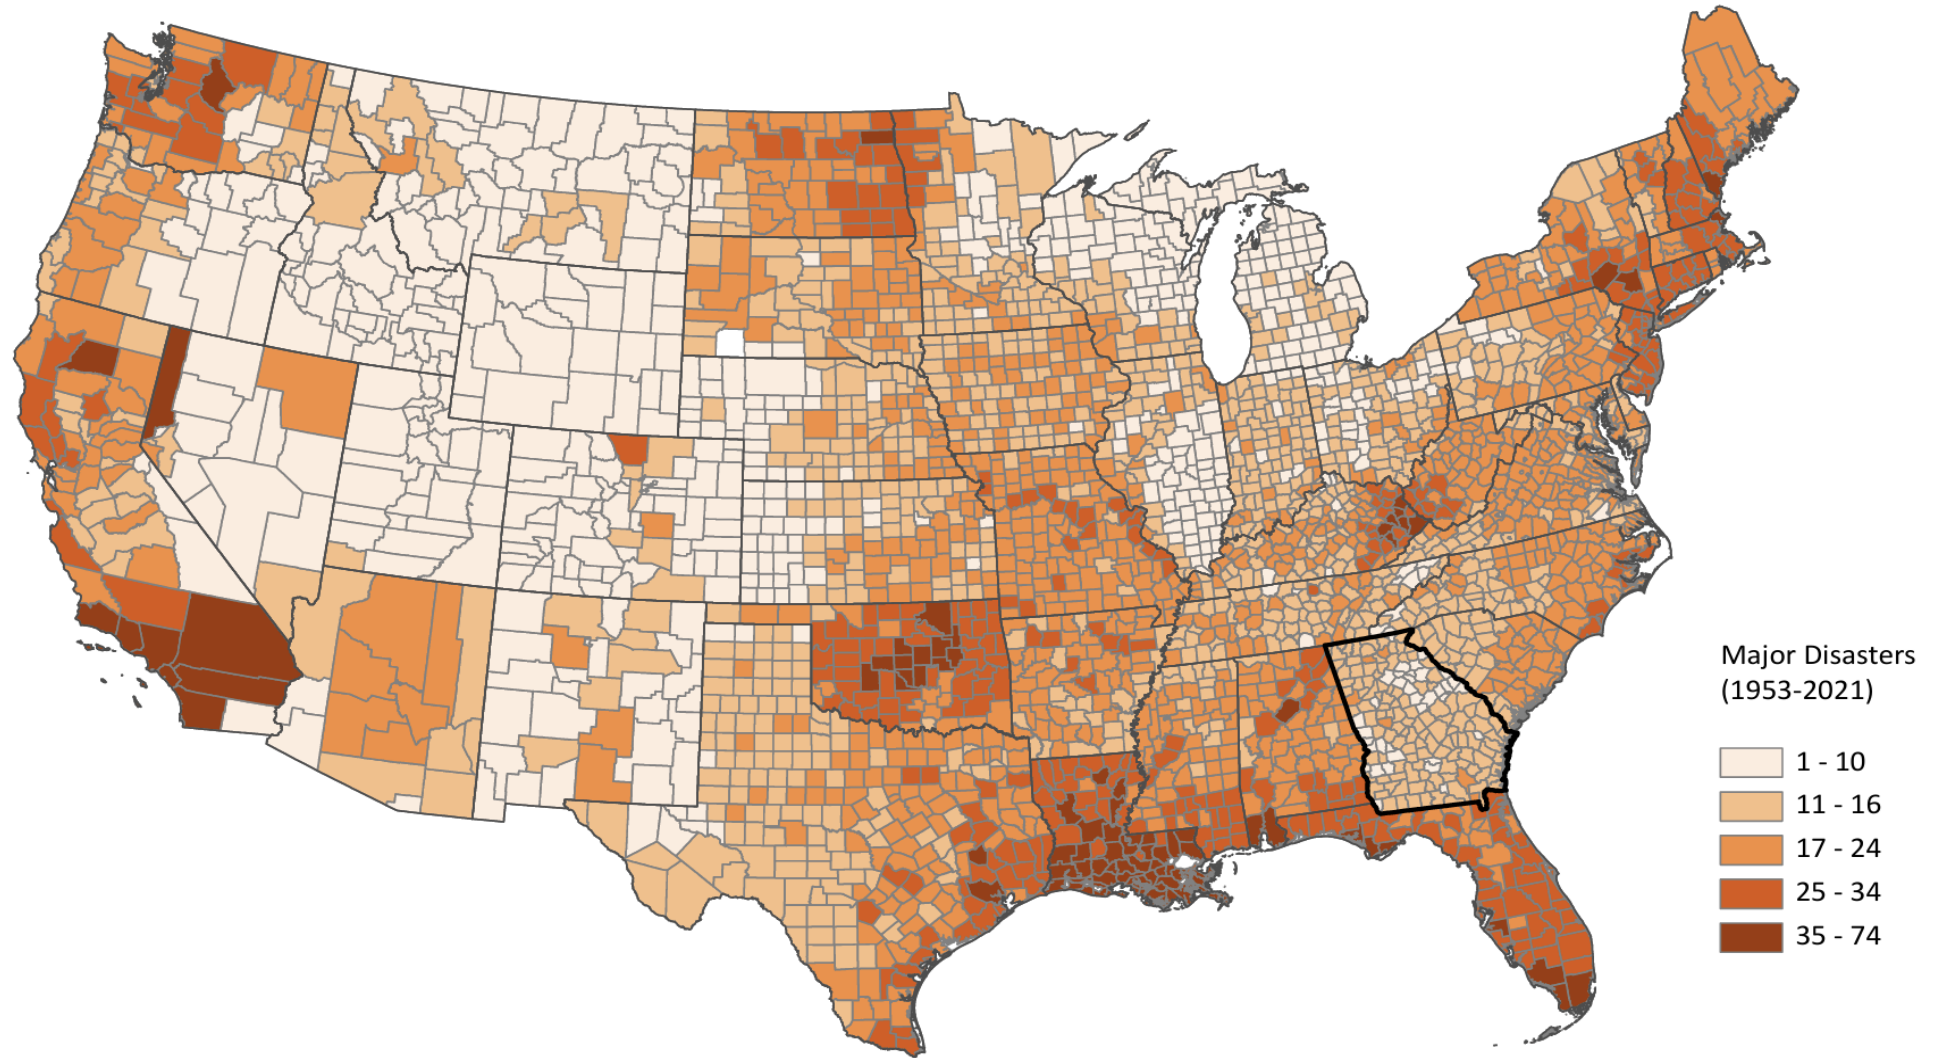 Major Disasters
(1953-2021)
1 - 10
11 - 16
17 - 24
25 - 34
35 - 74